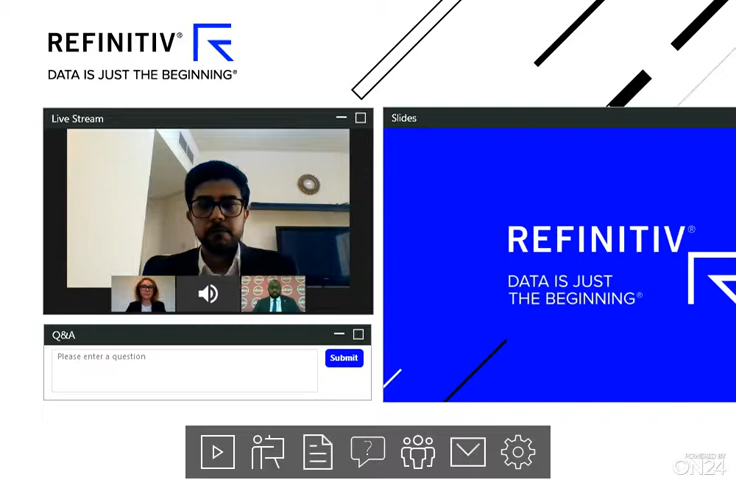 REFINITIV®
DATA IS JUST THE BEGINNING®
Live Stream
Slides
REFINITIV®
DATA IS JUST
THE BEGINNING®
Q&A
Please enter a question
Submit
POWERED BY
ON24